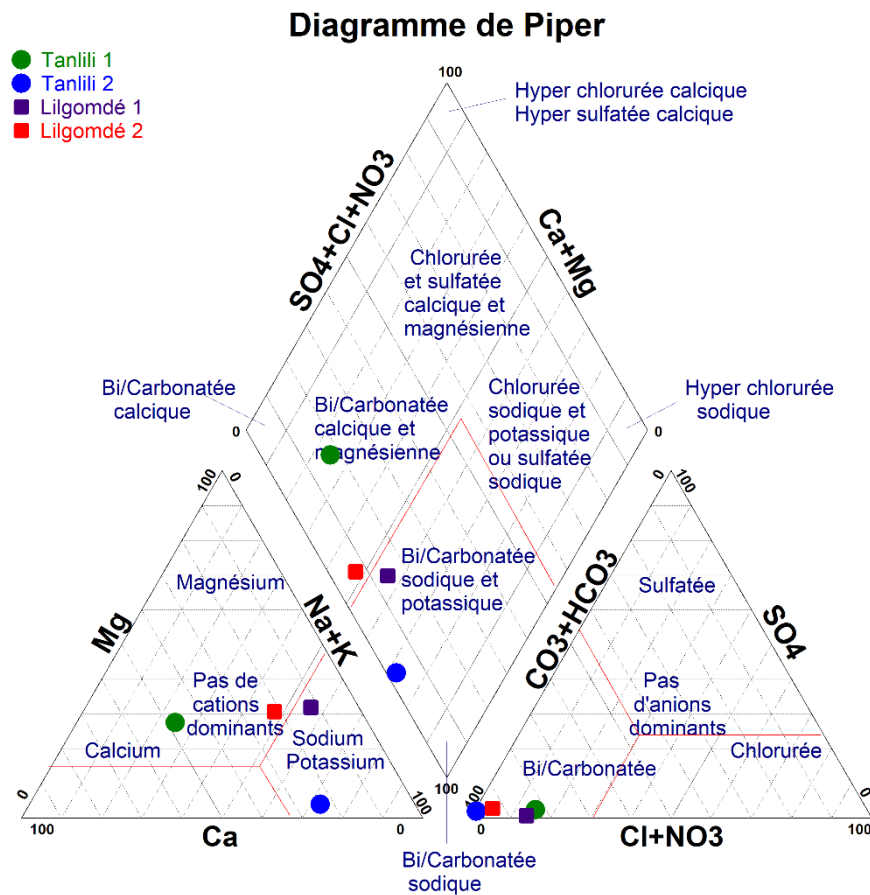 Diagramme de Piper
Tanlili 1
Tanlili 2
Lilgomdé 1
Lilgomdé 2
100
Hyper chlorurée calcique
Hyper sulfatée calcique
SO4+Cl+NO3
Ca+Mg
Chlorurée
et sulfatée
calcique et
magnésienne
Bi/Carbonatée
calcique
0
Bi/Carbonatée
calcique et
magnésienne
Chlorurée
sodique et
potassique
ou sulfatée
sodique
Hyper chlorurée
sodique
0
100
0
0
100
Magnésium
Mg
Na+K
Bi/Carbonatée
sodique et
potassique
CO3+HCO3
Sulfatée
SO4
Pas de
cations
dominants
Calcium
Sodium
Potassium
Pas
d'anions
dominants
Chlorurée
Bi/Carbonatée
0
100
100
100
0
100
Ca
0
0
Cl+NO3
100
Bi/Carbonatée
sodique